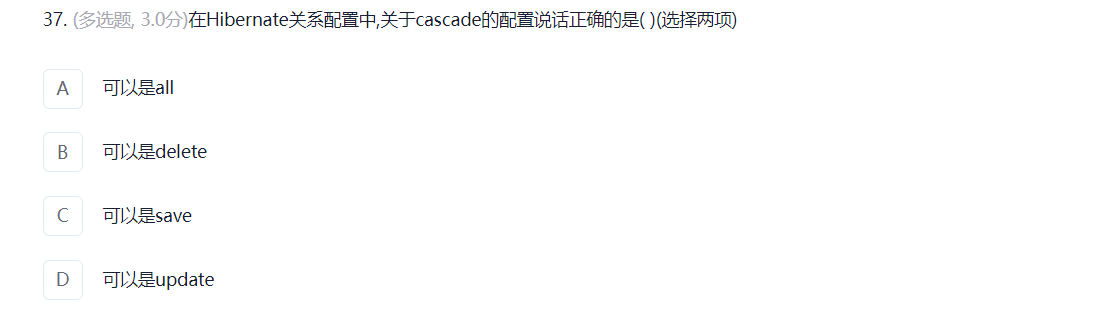 37. (多选题, 3.0分)在Hibernate关系配置中,关于cascade的配置说话正确的是( )(选择两项)
A 可以是all
B 可以是delete
C 可以是save
D 可以是update